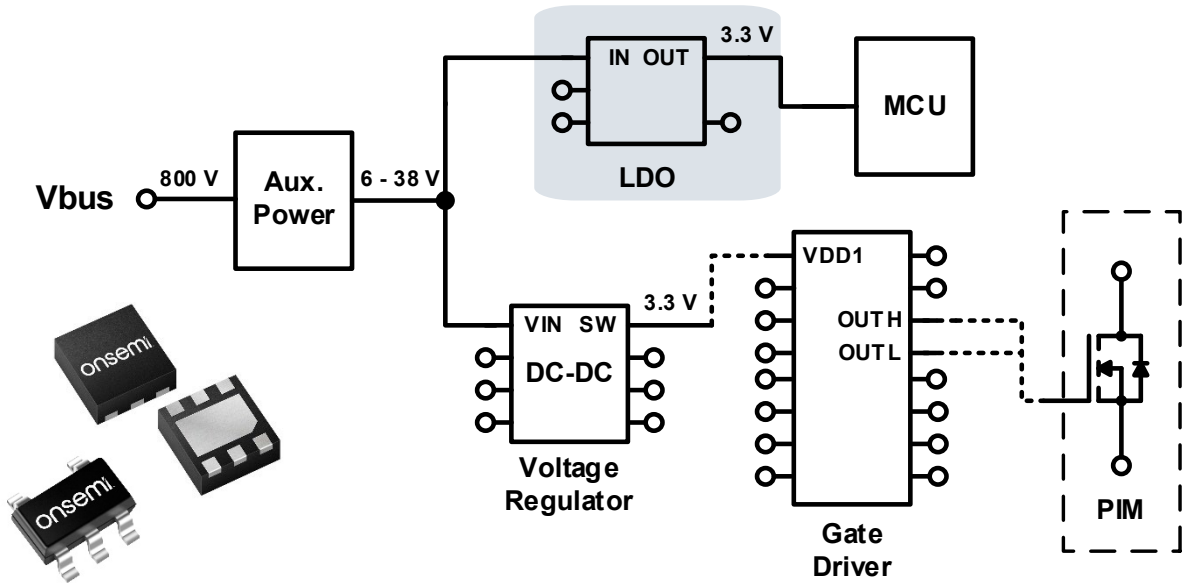 3.3 V
IN OUT
MCU
LDO
Vbus
800 V
Aux.
Power
6 - 38 V
VDD1
3.3 V
VIN SW
OUTH
OUTL
DC-DC
onsemi
Voltage
Regulator
onsemi
PIM
Gate
Driver